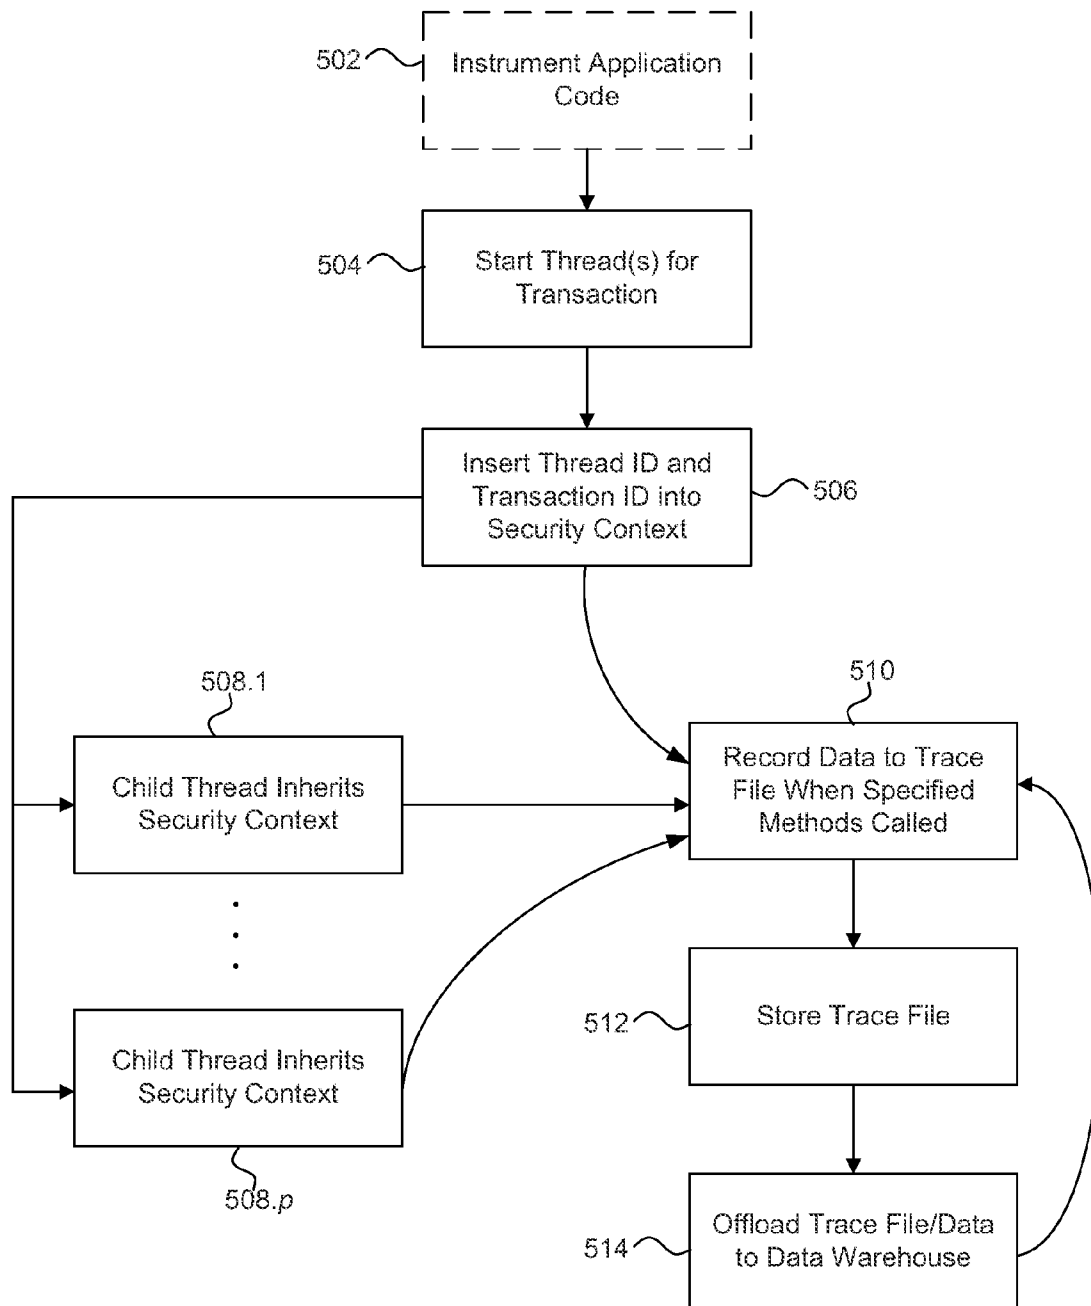 502
Instrument Application
Code
504
Start Thread(s) for
Transaction
Insert Thread ID and
Transaction ID into
Security Context
506
508.1
Child Thread Inherits
Security Context
510
Record Data to Trace
File When Specified
Methods Called
512
Store Trace File
Child Thread Inherits
Security Context
508.p
514
Offload Trace File/Data
to Data Warehouse